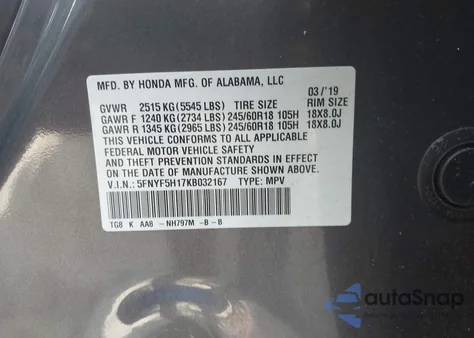 MFD. BY HONDA MFG. OF ALABAMA, LLC
03 / '19
GVWR 2515 KG (5545 LBS) TIRE SIZE RIM SIZE
GAWR F 1240 KG (2734 LBS) 245/60R18 105H 18X8.0J
GAWR R 1345 KG (2965 LBS) 245/60R18 105H 18X8.0J
THIS VEHICLE CONFORMS TO ALL APPLICABLE
FEDERAL MOTOR VEHICLE SAFETY
AND THEFT PREVENTION STANDARDS IN EFFECT ON THE
DATE OF MANUFACTURE SHOWN ABOVE.
V.I.N.: 5FNYF5H17KB032167 TYPE: MPV
TG8 K AA8 -NH797M -B -B
autoSnap